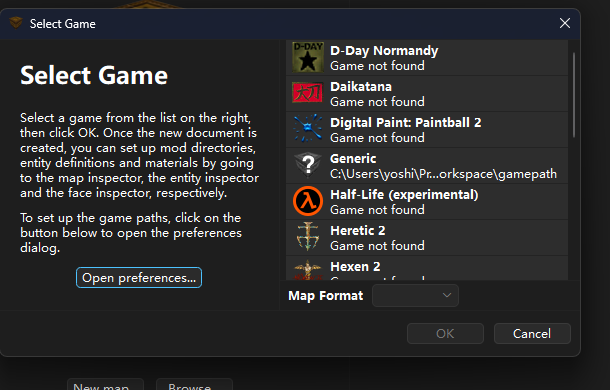 Select Game
Select Game
Select a game from the list on the right,
then click OK. Once the new document is
created, you can set up mod directories,
entity definitions and materials by going
to the map inspector, the entity inspector
and the face inspector, respectively.
To set up the game paths, click on the
button below to open the preferences
dialog.
Open preferences...
D-DAY
D-Day Normandy
Game not found
Daikatana
Game not found
Digital Paint: Paintball 2
Game not found
Generic
C:\Users\yoshi\Pr...orkspace\gamepath
Half-Life (experimental)
Game not found
Heretic 2
Game not found
Hexen 2
Game not found
Map Format
OK
Cancel
New map...
Browse...